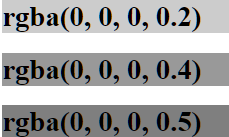 rgba(0, 0, 0, 0.2)
rgba(0, 0, 0, 0.4)
rgba(0, 0, 0, 0.5)